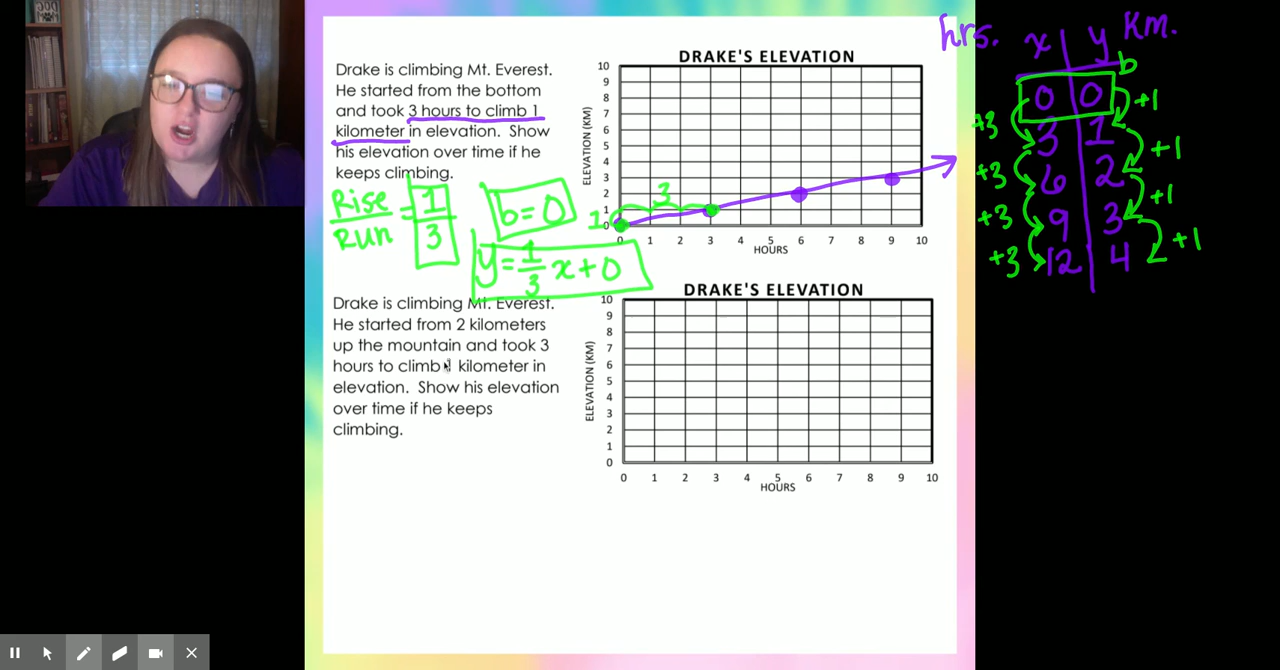 Drake is climbing Mt. Everest.
He started from the bottom
and took 3 hours to climb 1
kilometer in elevation. Show
his elevation over time if he
keeps climbing.
Rise = 1
Run 3
b=0
y=1/3 x+0
DRAKE'S ELEVATION
ELEVATION (KM)
10
9
8
7
6
5
4
3
2
1
0
1
3
0 1 2 3 4 5 6 7 8 9 10
HOURS
hrs. x y Km.
b
0 0
3 1
6 2
9 3
12 4
+3
+3
+3
+3
+1
+1
+1
+1
Drake is climbing Mt. Everest.
He started from 2 kilometers
up the mountain and took 3
hours to climb 1 kilometer in
elevation. Show his elevation
over time if he keeps
climbing.
DRAKE'S ELEVATION
ELEVATION (KM)
10
9
8
7
6
5
4
3
2
1
0
0 1 2 3 4 5 6 7 8 9 10
HOURS